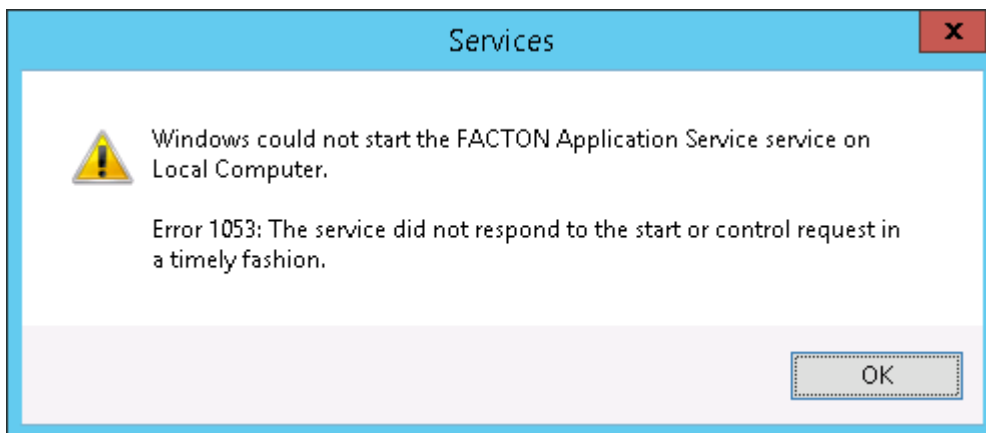 Services
x
Windows could not start the FACTON Application Service service on
Local Computer.
Error 1053: The service did not respond to the start or control request in
a timely fashion.
OK